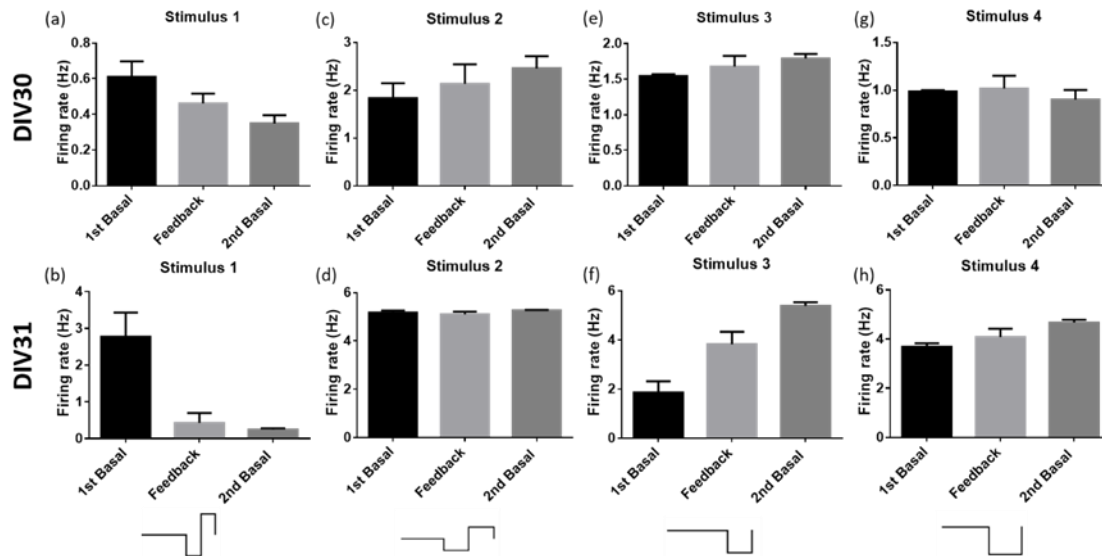 DIV30
(a)
Stimulus 1
Firing rate (Hz)
0.8
0.6
0.4
0.2
0.0
1st Basal
Feedback
2nd Basal
(c)
Stimulus 2
Firing rate (Hz)
3
2
1
0
1st Basal
Feedback
2nd Basal
(e)
Stimulus 3
Firing rate (Hz)
2.0
1.5
1.0
0.5
0.0
1st Basal
Feedback
2nd Basal
(g)
Stimulus 4
Firing rate (Hz)
1.5
1.0
0.5
0.0
1st Basal
Feedback
2nd Basal
DIV31
(b)
Stimulus 1
Firing rate (Hz)
4
3
2
1
0
1st Basal
Feedback
2nd Basal
(d)
Stimulus 2
Firing rate (Hz)
6
4
2
0
1st Basal
Feedback
2nd Basal
(f)
Stimulus 3
Firing rate (Hz)
6
4
2
0
1st Basal
Feedback
2nd Basal
(h)
Stimulus 4
Firing rate (Hz)
6
4
2
0
1st Basal
Feedback
2nd Basal